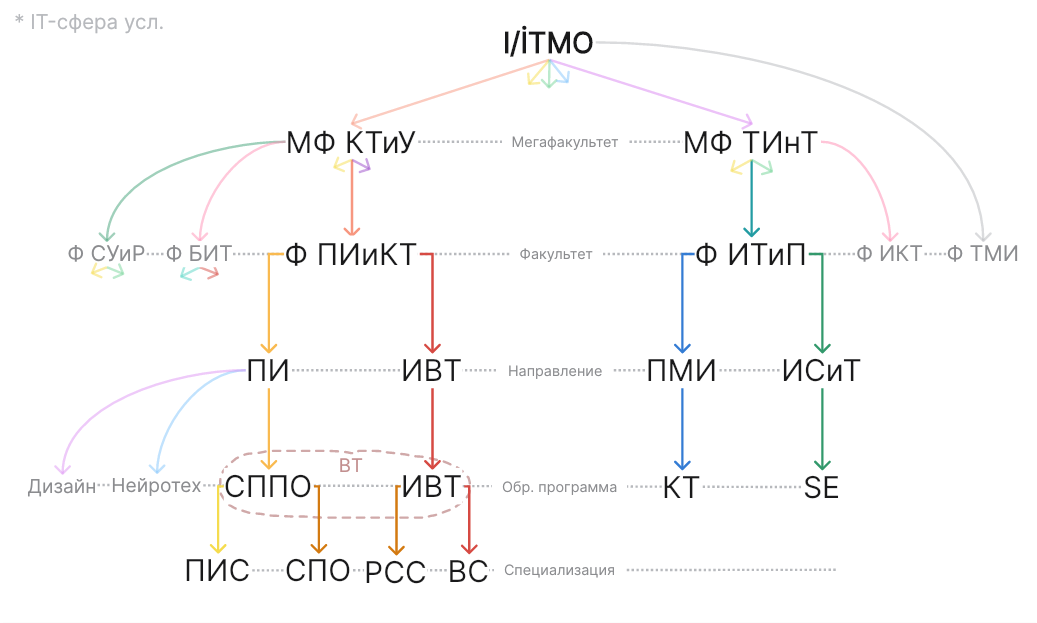 * IT-сфера усл.
I/İTMO
МФ КТиУ Мегафакультет МФ ТИнТ
Ф СУиР Ф БИТ Ф ПИиКТ Факультет Ф ИТиП Ф ИКТ Ф ТМИ
ПИ ИВТ Направление ПМИ ИСиТ
ВТ
Дизайн Нейротех СППО ИВТ Обр. программа КТ SE
ПИС СПО РСС ВС Специализация